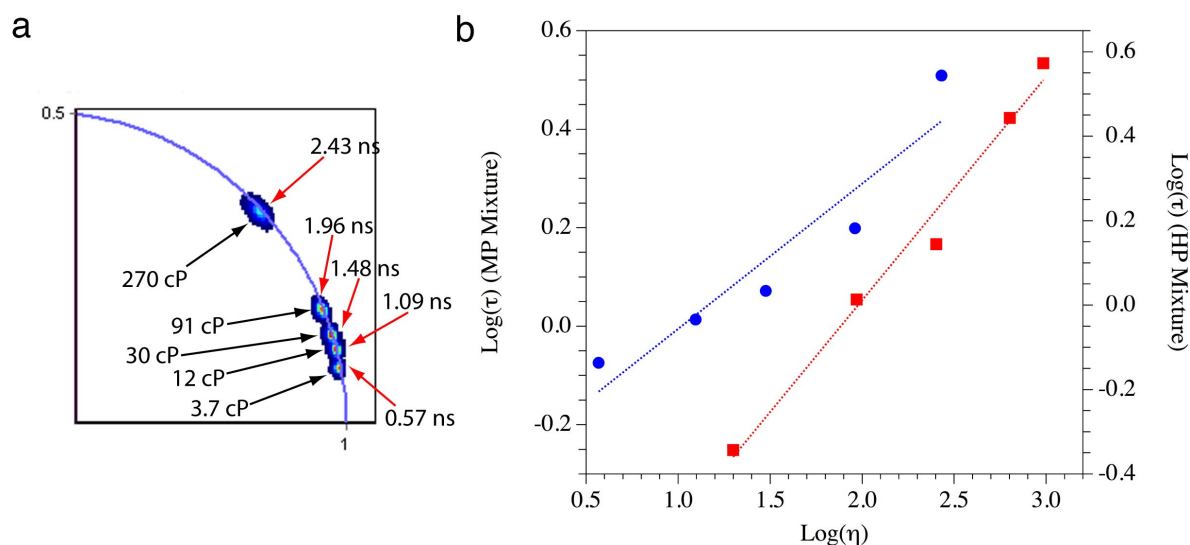 a
0.5
2.43 ns
1.96 ns
1.48 ns
1.09 ns
270 cP
91 cP
30 cP
12 cP
3.7 cP
0.57 ns
1
b
0.6
0.4
0.2
0.0
-0.2
Log(τ) (MP Mixture)
0.5
1.0
1.5
2.0
2.5
3.0
Log(η)
0.6
0.4
0.2
0.0
-0.2
-0.4
Log(τ) (HP Mixture)